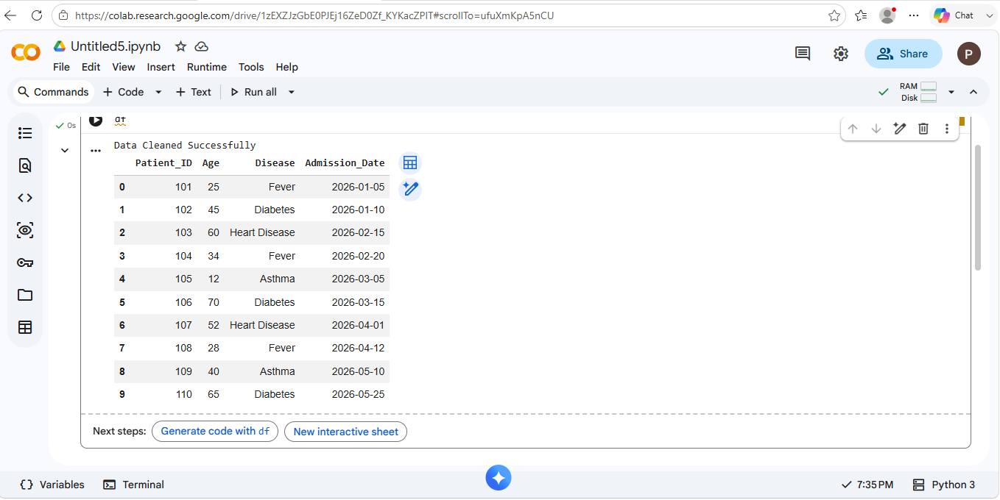 https://colab.research.google.com/drive/1zEXZJzGbE0PJEj16ZeD0Zf_KYKacZPlT#scrollTo=ufuXmKpA5nCU
Chat
Untitled5.ipynb
File Edit View Insert Runtime Tools Help
Share
P
Commands + Code + Text Run all
RAM
Disk
0s
df
Data Cleaned Successfully
Patient_ID Age Disease Admission_Date
0 101 25 Fever 2026-01-05
1 102 45 Diabetes 2026-01-10
2 103 60 Heart Disease 2026-02-15
3 104 34 Fever 2026-02-20
4 105 12 Asthma 2026-03-05
5 106 70 Diabetes 2026-03-15
6 107 52 Heart Disease 2026-04-01
7 108 28 Fever 2026-04-12
8 109 40 Asthma 2026-05-10
9 110 65 Diabetes 2026-05-25
Next steps: Generate code with df New interactive sheet
Variables Terminal 7:35 PM Python 3